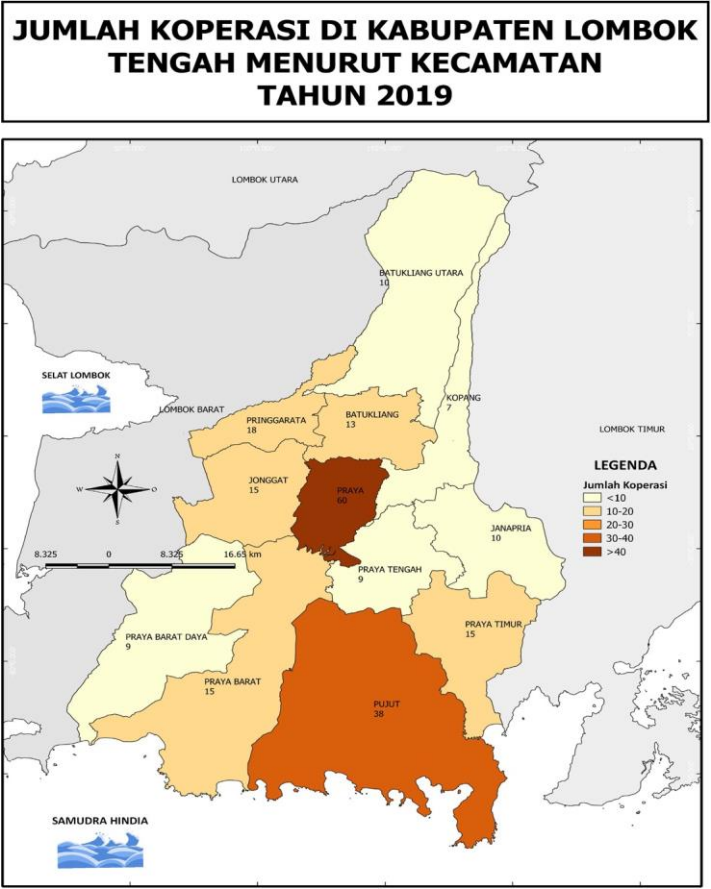 JUMLAH KOPERASI DI KABUPATEN LOMBOK
TENGAH MENURUT KECAMATAN
TAHUN 2019
LOMBOK UTARA
BATUKLIANG UTARA
10
SELAT LOMBOK
LOMBOK BARAT
KOPANG
7
PRINGGARATA
18
BATUKLIANG
13
LOMBOK TIMUR
JONGGAT
15
PRAYA
60
N
W
O
S
LEGENDA
Jumlah Koperasi
<10
10-20
20-30
30-40
>40
JANAPRIA
10
8.325 0 8.325 16.65 km
PRAYA TENGAH
9
PRAYA TIMUR
15
PRAYA BARAT DAYA
9
PRAYA BARAT
15
PUJUT
38
SAMUDRA HINDIA